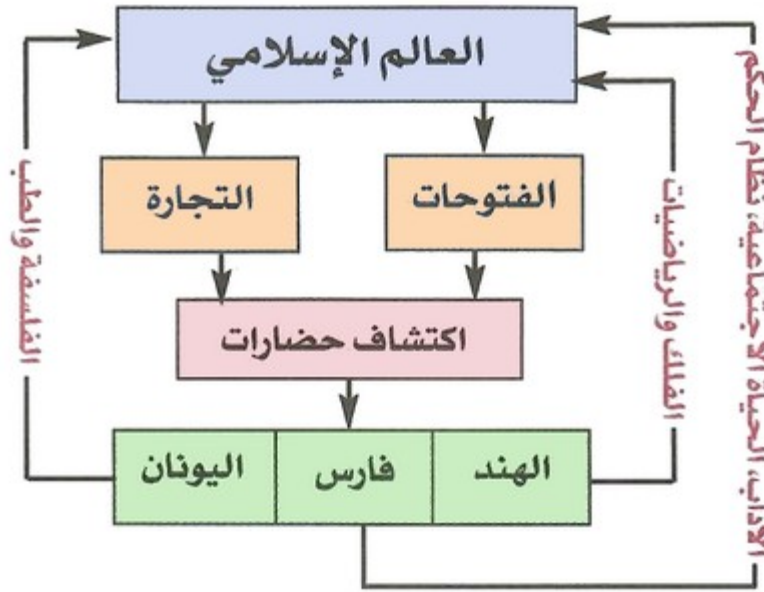 العالم الإسلامي
الفتوحات
التجارة
اكتشاف حضارات
الهند
فارس
اليونان
الفلسفة والطب
الفلك والرياضيات
الآداب، الحياة الاجتماعية، نظام الحكم